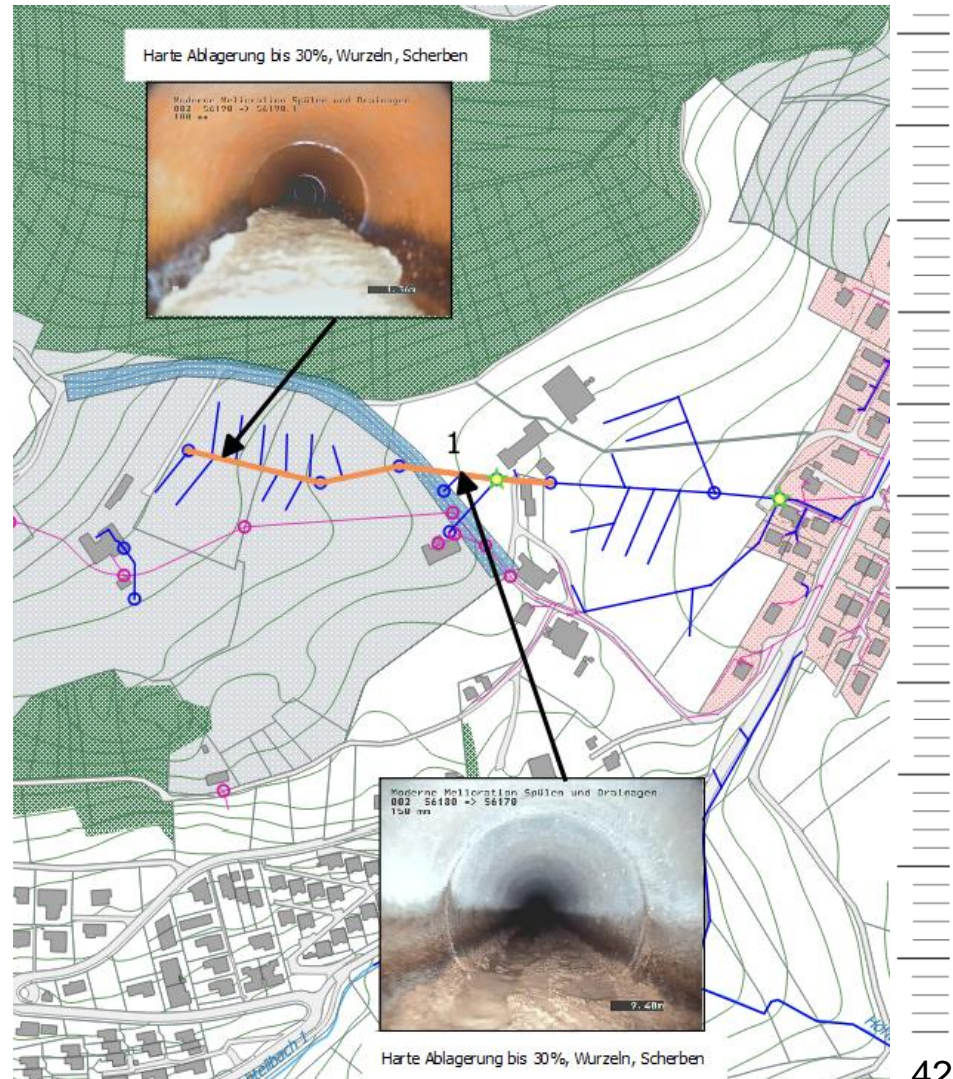 Harte Ablagerung bis 30%, Wurzeln, Scherben
Moderne Melioration Spülen und Drainagen
002 56190 -> 56190.1
100 mm
1
Moderne Melioration Spülen und Drainagen
002 56180 -> 56170
150 mm
7.40m
Harte Ablagerung bis 30%, Wurzeln, Scherben
42